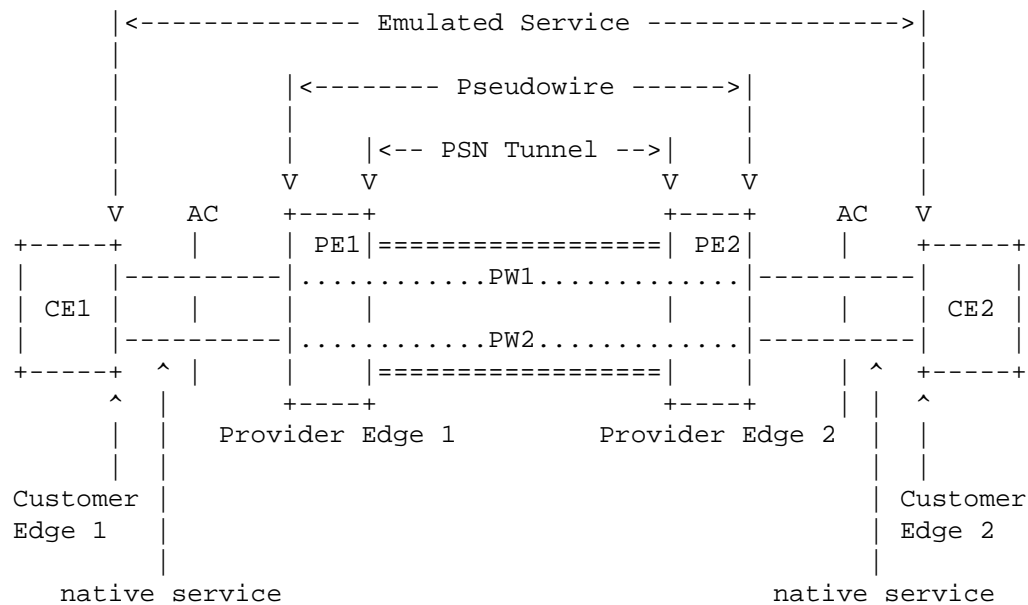 |<-------------- Emulated Service ---------------->|
|<-------- Pseudowire ------>|
|<-- PSN Tunnel -->|
V V V V
V AC AC V
PE1 PE2
PW1
CE1 CE2
PW2
Provider Edge 1 Provider Edge 2
Customer Customer
Edge 1 Edge 2
native service native service